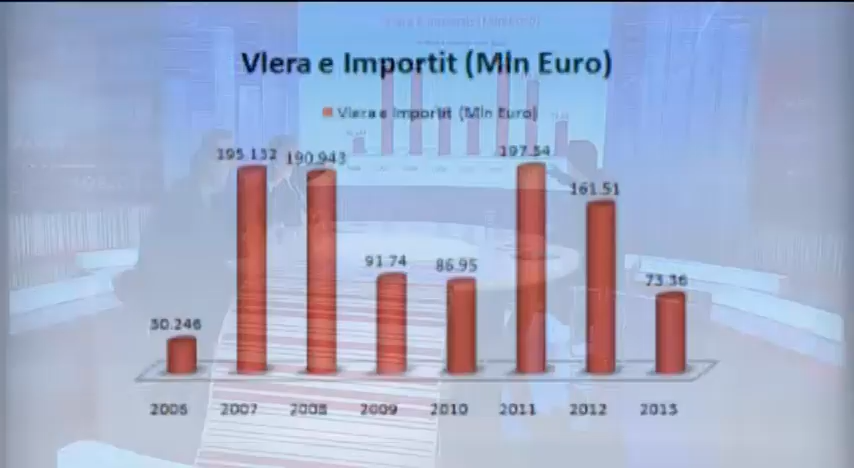 Vlera e Importit (Mln Euro)
Vlera e Importit (Mln Euro)
195.132 190.943 197.54
161.51
91.74 86.95
73.36
30.246
2006 2007 2008 2009 2010 2011 2012 2013